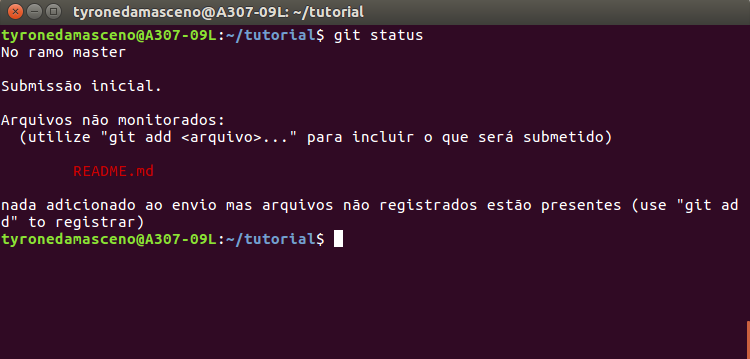 tyronedamasceno@A307-09L: ~/tutorial
tyronedamasceno@A307-09L:~/tutorial$ git status
No ramo master
Submissão inicial.
Arquivos não monitorados:
(utilize "git add <arquivo>..." para incluir o que será submetido)
README.md
nada adicionado ao envio mas arquivos não registrados estão presentes (use "git ad
d" to registrar)
tyronedamasceno@A307-09L:~/tutorial$